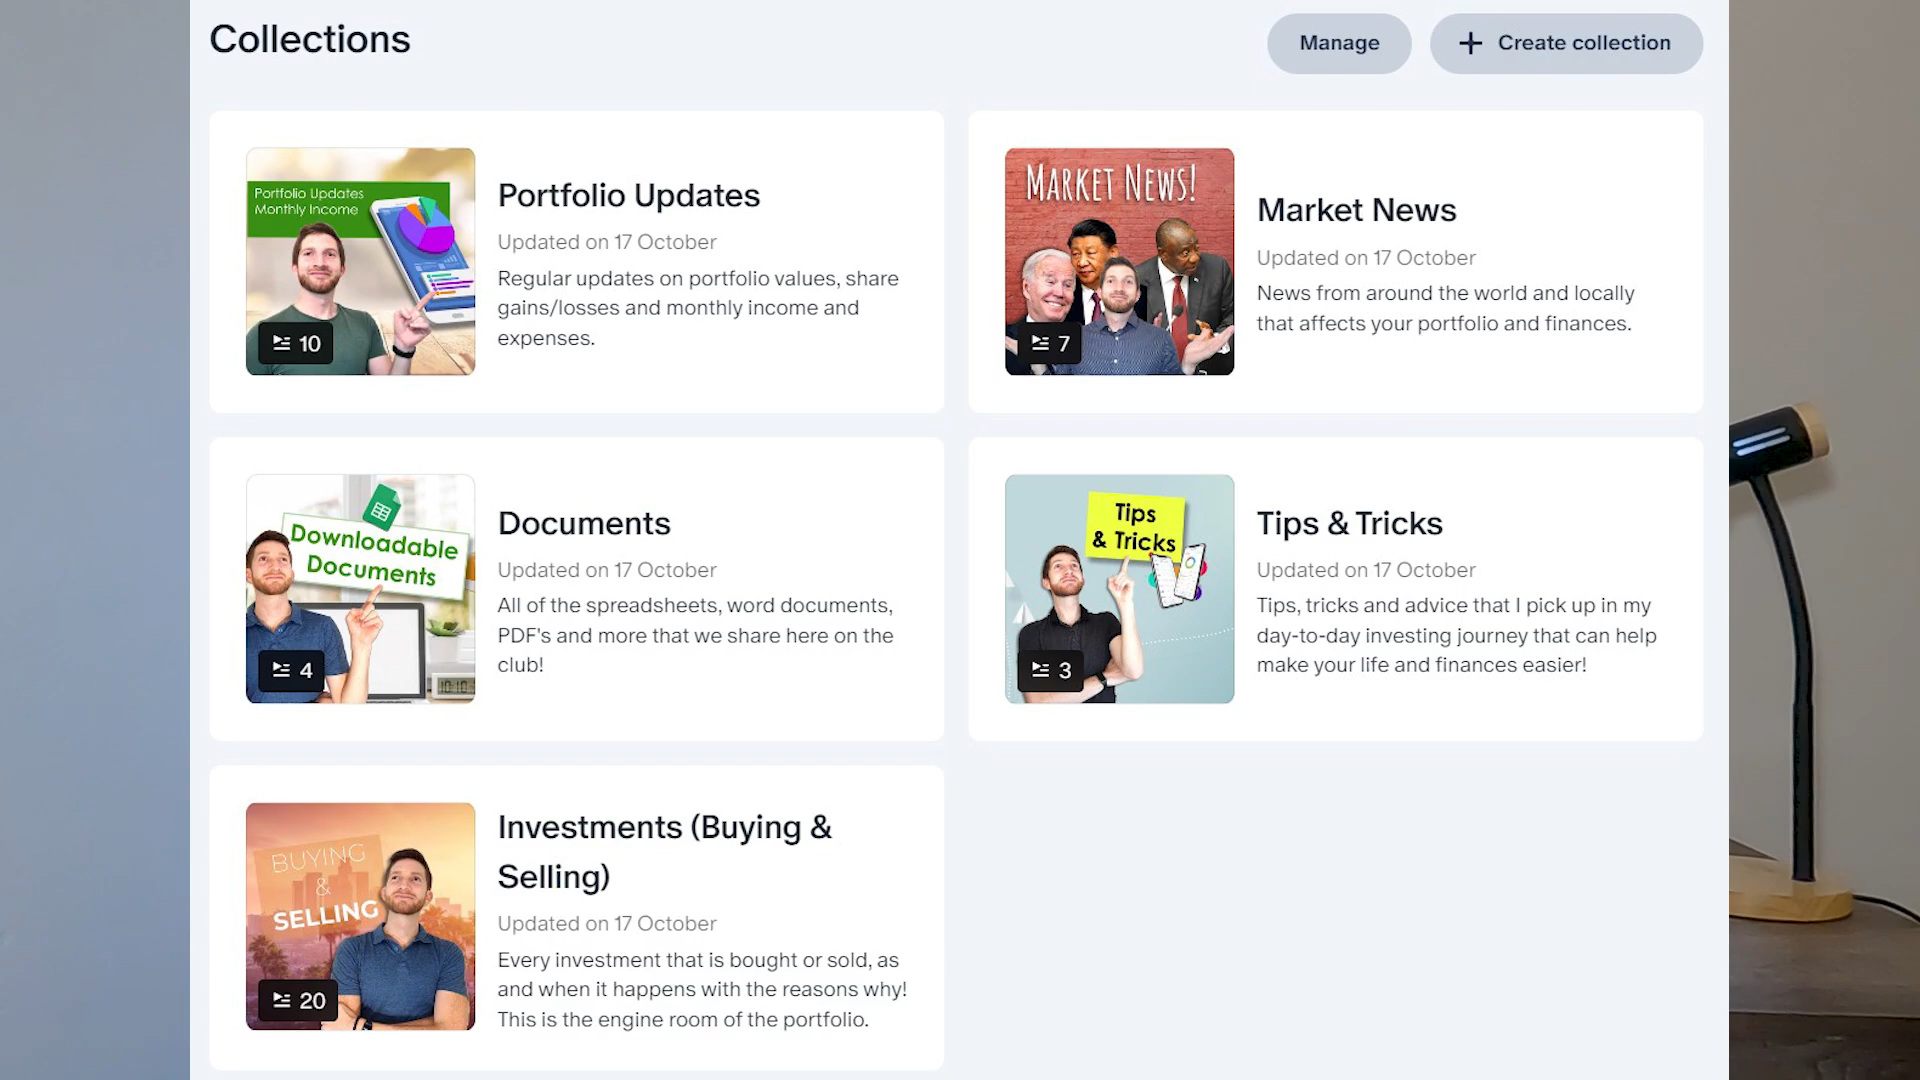 Collections
Manage
Create collection
Portfolio Updates
Monthly Income
10
Portfolio Updates
Updated on 17 October
Regular updates on portfolio values, share
gains/losses and monthly income and
expenses.
MARKET NEWS!
7
Market News
Updated on 17 October
News from around the world and locally
that affects your portfolio and finances.
Downloadable
Documents
10:10
4
Documents
Updated on 17 October
All of the spreadsheets, word documents,
PDF's and more that we share here on the
club!
Tips
& Tricks
3
Tips & Tricks
Updated on 17 October
Tips, tricks and advice that I pick up in my
day-to-day investing journey that can help
make your life and finances easier!
BUYING
&
SELLING
20
Investments (Buying &
Selling)
Updated on 17 October
Every investment that is bought or sold, as
and when it happens with the reasons why!
This is the engine room of the portfolio.